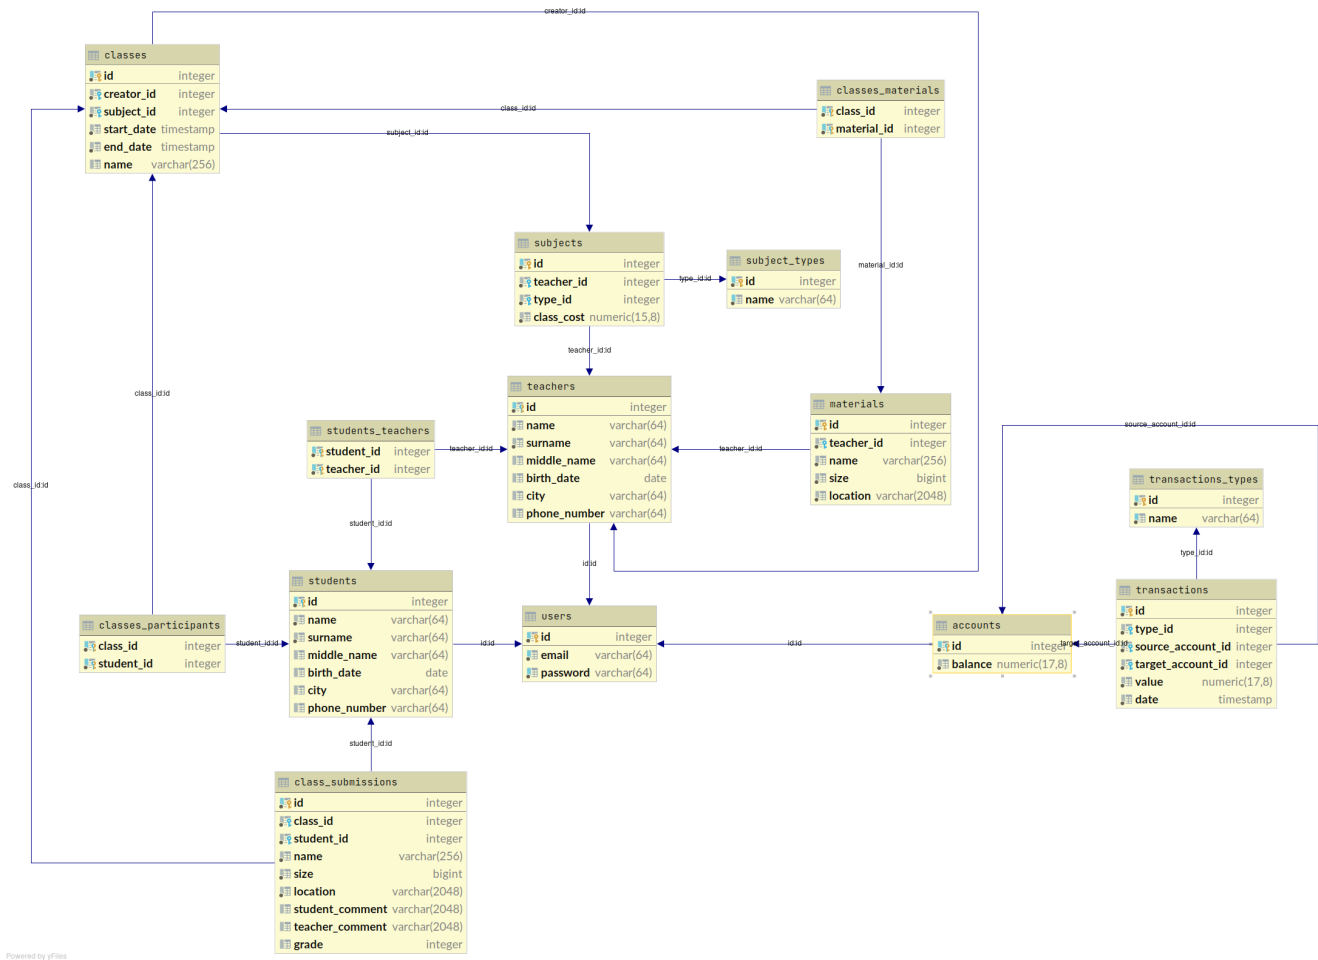 creator_id:id
classes
id integer
creator_id integer
subject_id integer
start_date timestamp
end_date timestamp
name varchar(256)
classes_materials
class_id integer
material_id integer
class_id:id
subject_id:id
subjects
id integer
teacher_id integer
type_id integer
class_cost numeric(15,8)
type_id:id
subject_types
id integer
name varchar(64)
material_id:id
teacher_id:id
class_id:id
teachers
id integer
name varchar(64)
surname varchar(64)
middle_name varchar(64)
birth_date date
city varchar(64)
phone_number varchar(64)
materials
id integer
teacher_id integer
name varchar(256)
size bigint
location varchar(2048)
students_teachers
student_id integer
teacher_id integer
teacher_id:id
teacher_id:id
source_account_id:id
class_id:id
transactions_types
id integer
name varchar(64)
student_id:id
id:id
type_id:id
students
id integer
name varchar(64)
surname varchar(64)
middle_name varchar(64)
birth_date date
city varchar(64)
phone_number varchar(64)
users
id integer
email varchar(64)
password varchar(64)
classes_participants
class_id integer
student_id integer
student_id:id
id:id
id:id
accounts
id integer
balance numeric(17,8)
target_account_id:id
transactions
id integer
type_id integer
source_account_id integer
target_account_id integer
value numeric(17,8)
date timestamp
student_id:id
class_submissions
id integer
class_id integer
student_id integer
name varchar(256)
size bigint
location varchar(2048)
student_comment varchar(2048)
teacher_comment varchar(2048)
grade integer
Powered by yFiles